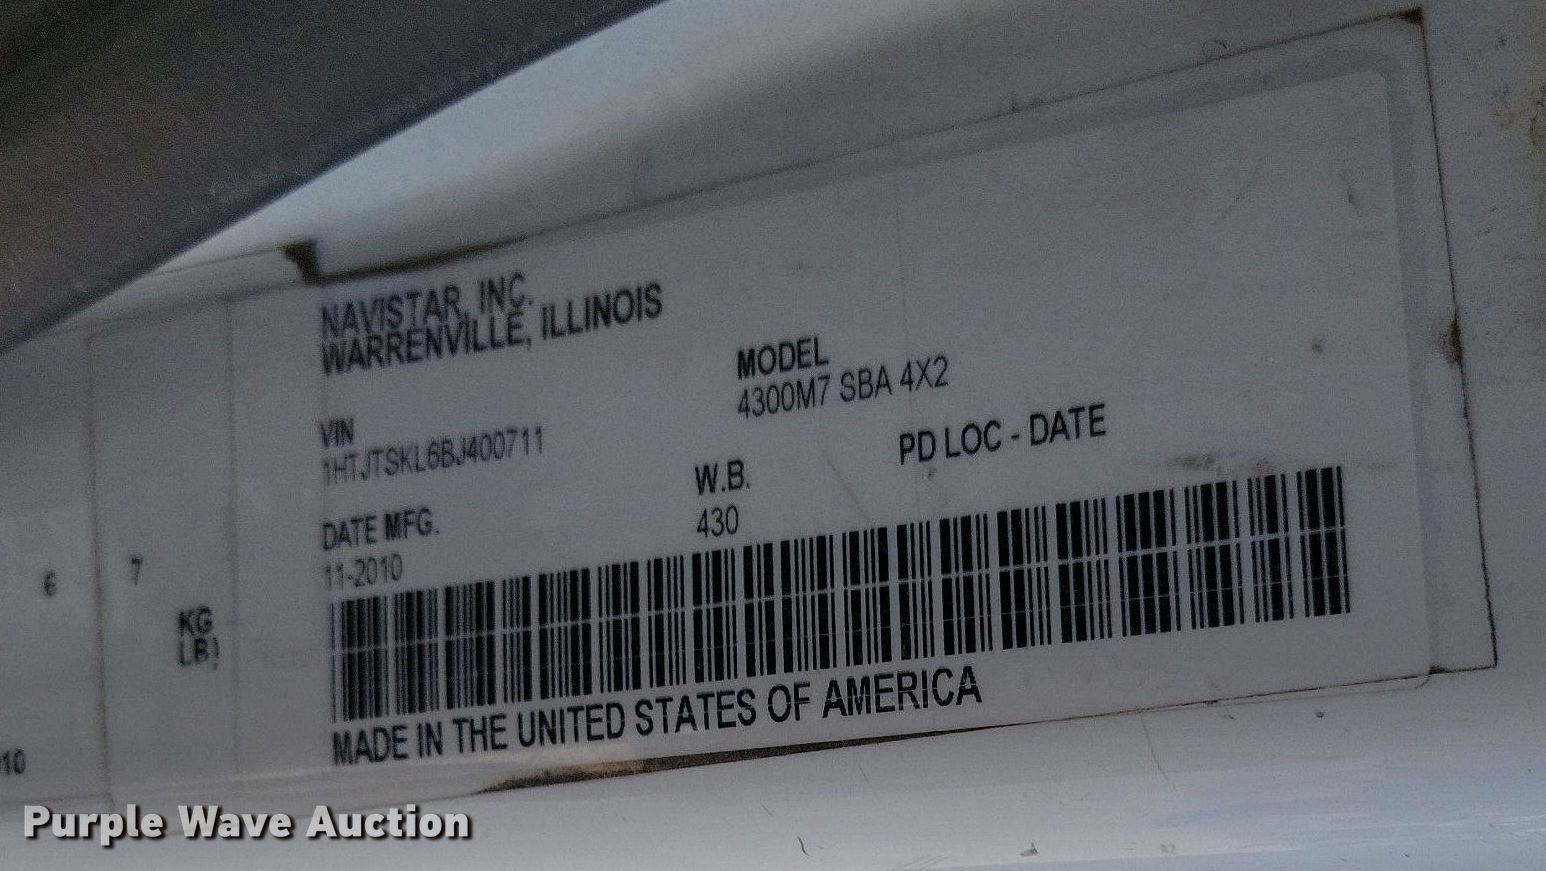 NAVISTAR, INC.
WARRENVILLE, ILLINOIS
MODEL
4300M7 SBA 4X2
VIN
1HTJTSKL6BJ400711
W.B.
430
PD LOC - DATE
DATE MFG.
11-2010
6
7
KG
LB)
10
MADE IN THE UNITED STATES OF AMERICA
Purple Wave Auction